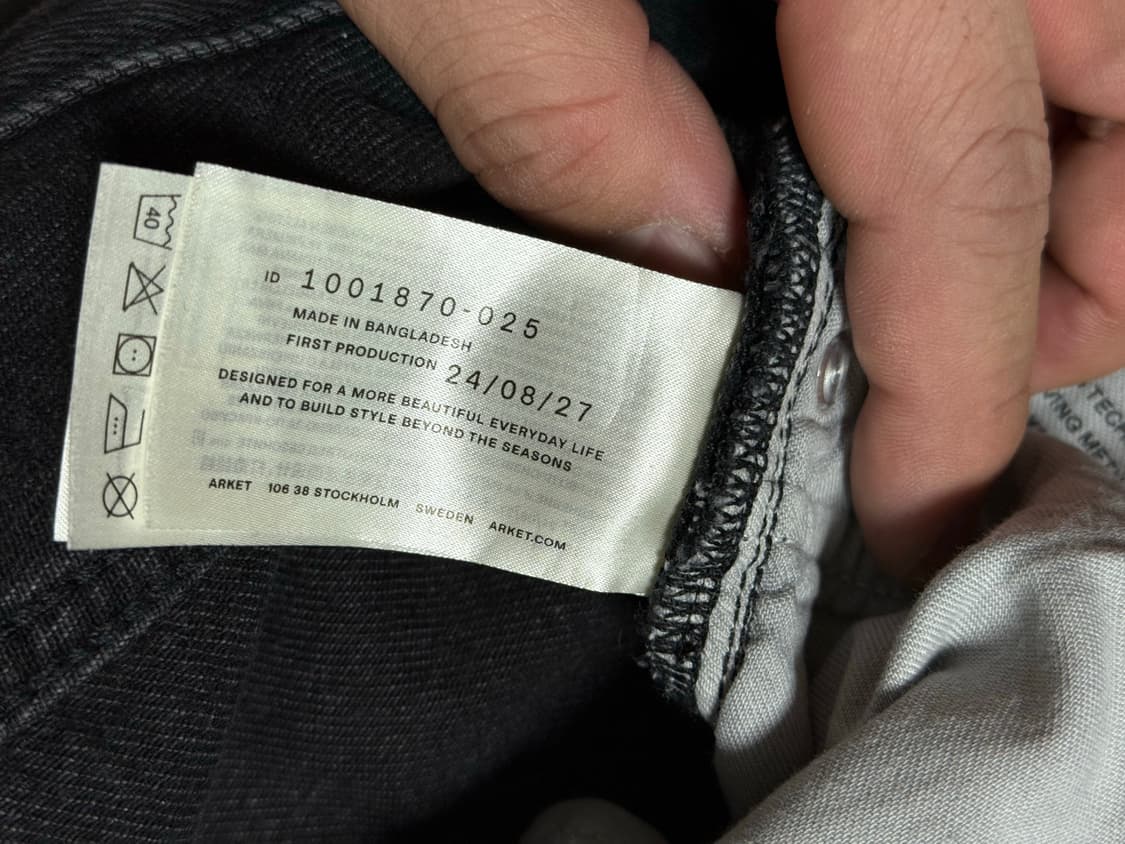 40
ID 1001870-025
MADE IN BANGLADESH
FIRST PRODUCTION 24/08/27
DESIGNED FOR A MORE BEAUTIFUL EVERYDAY LIFE
AND TO BUILD STYLE BEYOND THE SEASONS
ARKET 106 38 STOCKHOLM SWEDEN ARKET.COM